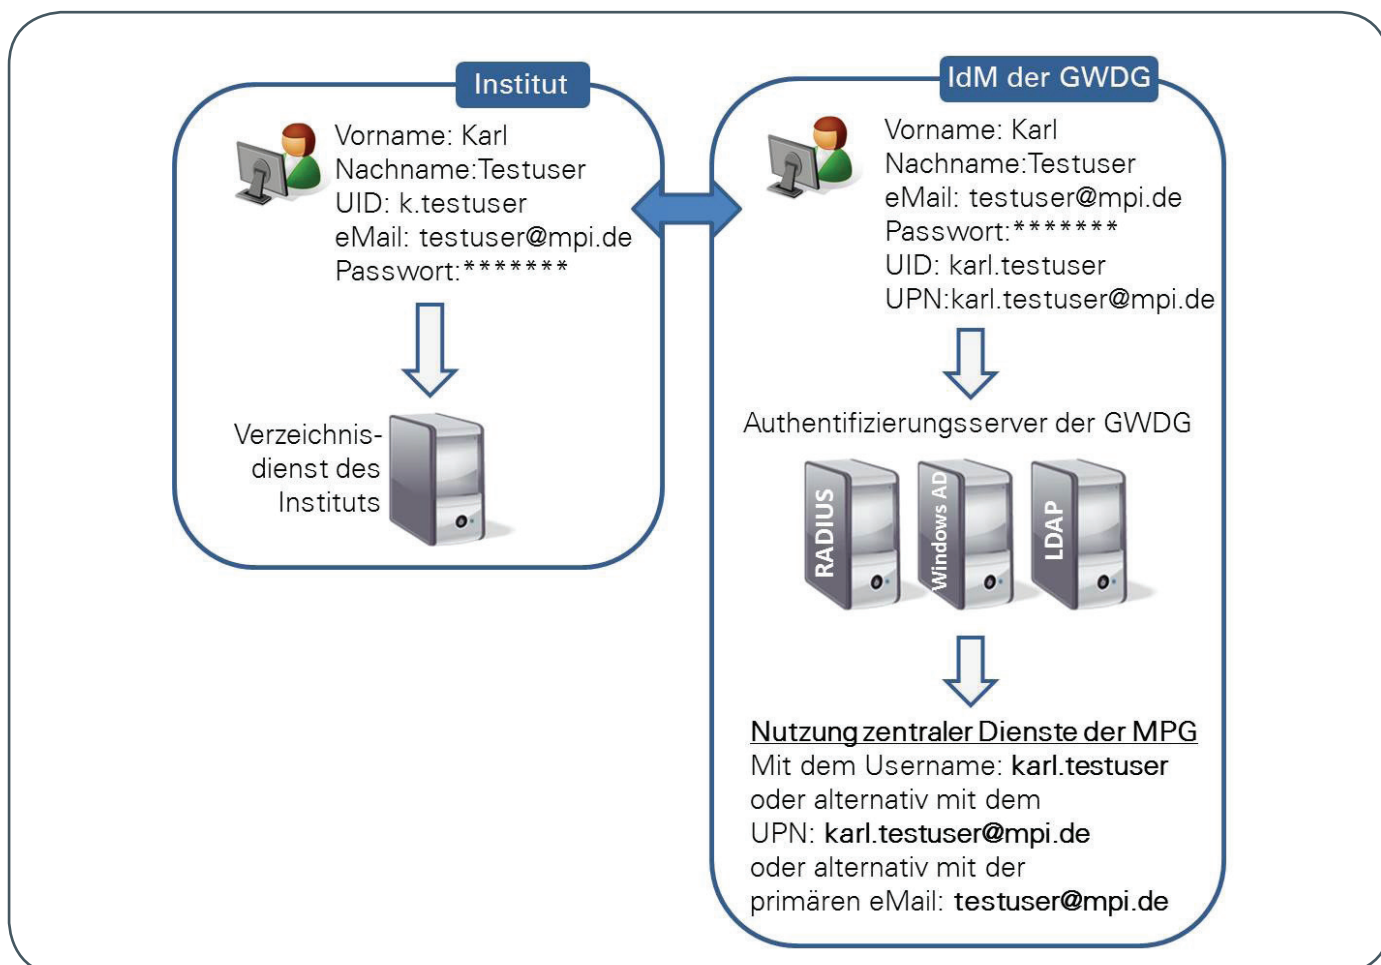 Institut
Vorname: Karl
Nachname:Testuser
UID: k.testuser
eMail: testuser@mpi.de
Passwort:*******
Verzeichnis-
dienst des
Instituts
IdM der GWDG
Vorname: Karl
Nachname:Testuser
eMail: testuser@mpi.de
Passwort:*******
UID: karl.testuser
UPN:karl.testuser@mpi.de
Authentifizierungsserver der GWDG
RADIUS
Windows AD
LDAP
Nutzung zentraler Dienste der MPG
Mit dem Username: karl.testuser
oder alternativ mit dem
UPN: karl.testuser@mpi.de
oder alternativ mit der
primären eMail: testuser@mpi.de